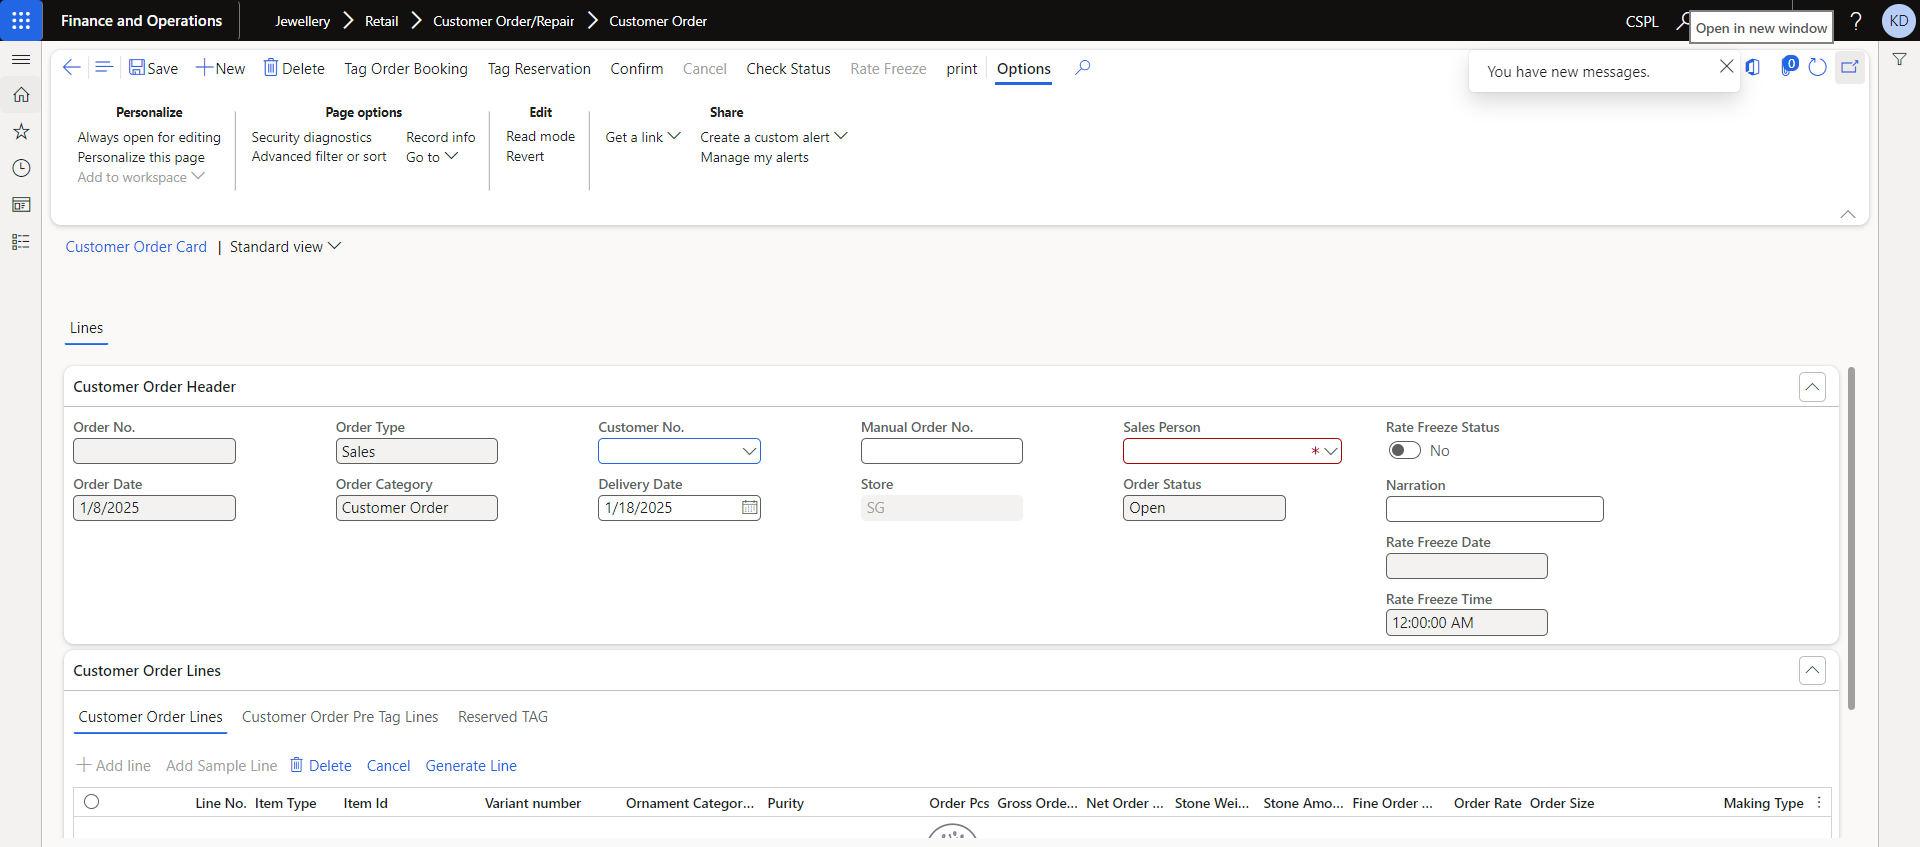 Finance and Operations
Jewellery > Retail > Customer Order/Repair > Customer Order
CSPL
Open in new window
?
KD
Save
New
Delete
Tag Order Booking
Tag Reservation
Confirm
Cancel
Check Status
Rate Freeze
print
Options
You have new messages.
0
Personalize
Always open for editing
Personalize this page
Add to workspace
Page options
Security diagnostics
Advanced filter or sort
Record info
Go to
Edit
Read mode
Revert
Share
Get a link
Create a custom alert
Manage my alerts
Customer Order Card | Standard view
Lines
Customer Order Header
Order No.
Order Type
Sales
Customer No.
Manual Order No.
Sales Person
*
Rate Freeze Status
No
Order Date
1/8/2025
Order Category
Customer Order
Delivery Date
1/18/2025
Store
SG
Order Status
Open
Narration
Rate Freeze Date
Rate Freeze Time
12:00:00 AM
Customer Order Lines
Customer Order Lines
Customer Order Pre Tag Lines
Reserved TAG
Add line
Add Sample Line
Delete
Cancel
Generate Line
Line No. Item Type Item Id Variant number Ornament Categor... Purity Order Pcs Gross Orde... Net Order ... Stone Wei... Stone Amo... Fine Order ... Order Rate Order Size Making Type